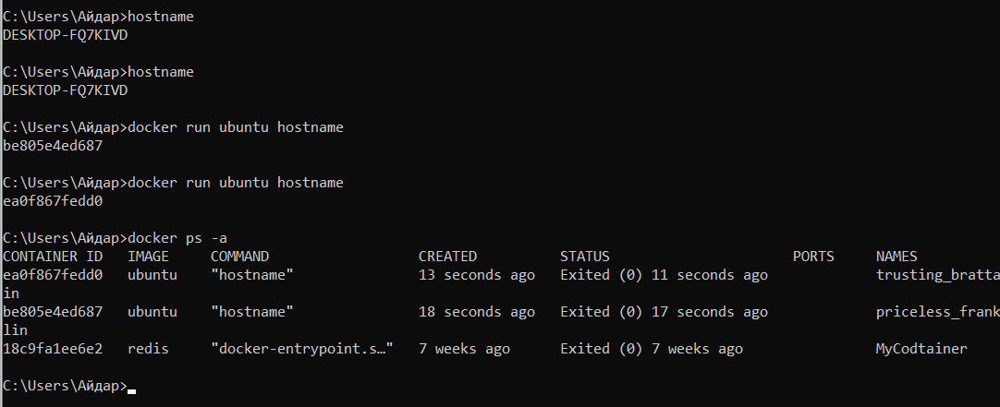 C:\Users\Айдар>hostname
DESKTOP-FQ7KIVD
C:\Users\Айдар>hostname
DESKTOP-FQ7KIVD
C:\Users\Айдар>docker run ubuntu hostname
be805e4ed687
C:\Users\Айдар>docker run ubuntu hostname
ea0f867fedd0
C:\Users\Айдар>docker ps -a
CONTAINER ID   IMAGE     COMMAND                  CREATED          STATUS                      PORTS     NAMES
ea0f867fedd0   ubuntu    "hostname"               13 seconds ago   Exited (0) 11 seconds ago             trusting_bratta
in
be805e4ed687   ubuntu    "hostname"               18 seconds ago   Exited (0) 17 seconds ago             priceless_frank
lin
18c9fa1ee6e2   redis     "docker-entrypoint.s…"   7 weeks ago      Exited (0) 7 weeks ago                MyCodtainer
C:\Users\Айдар>